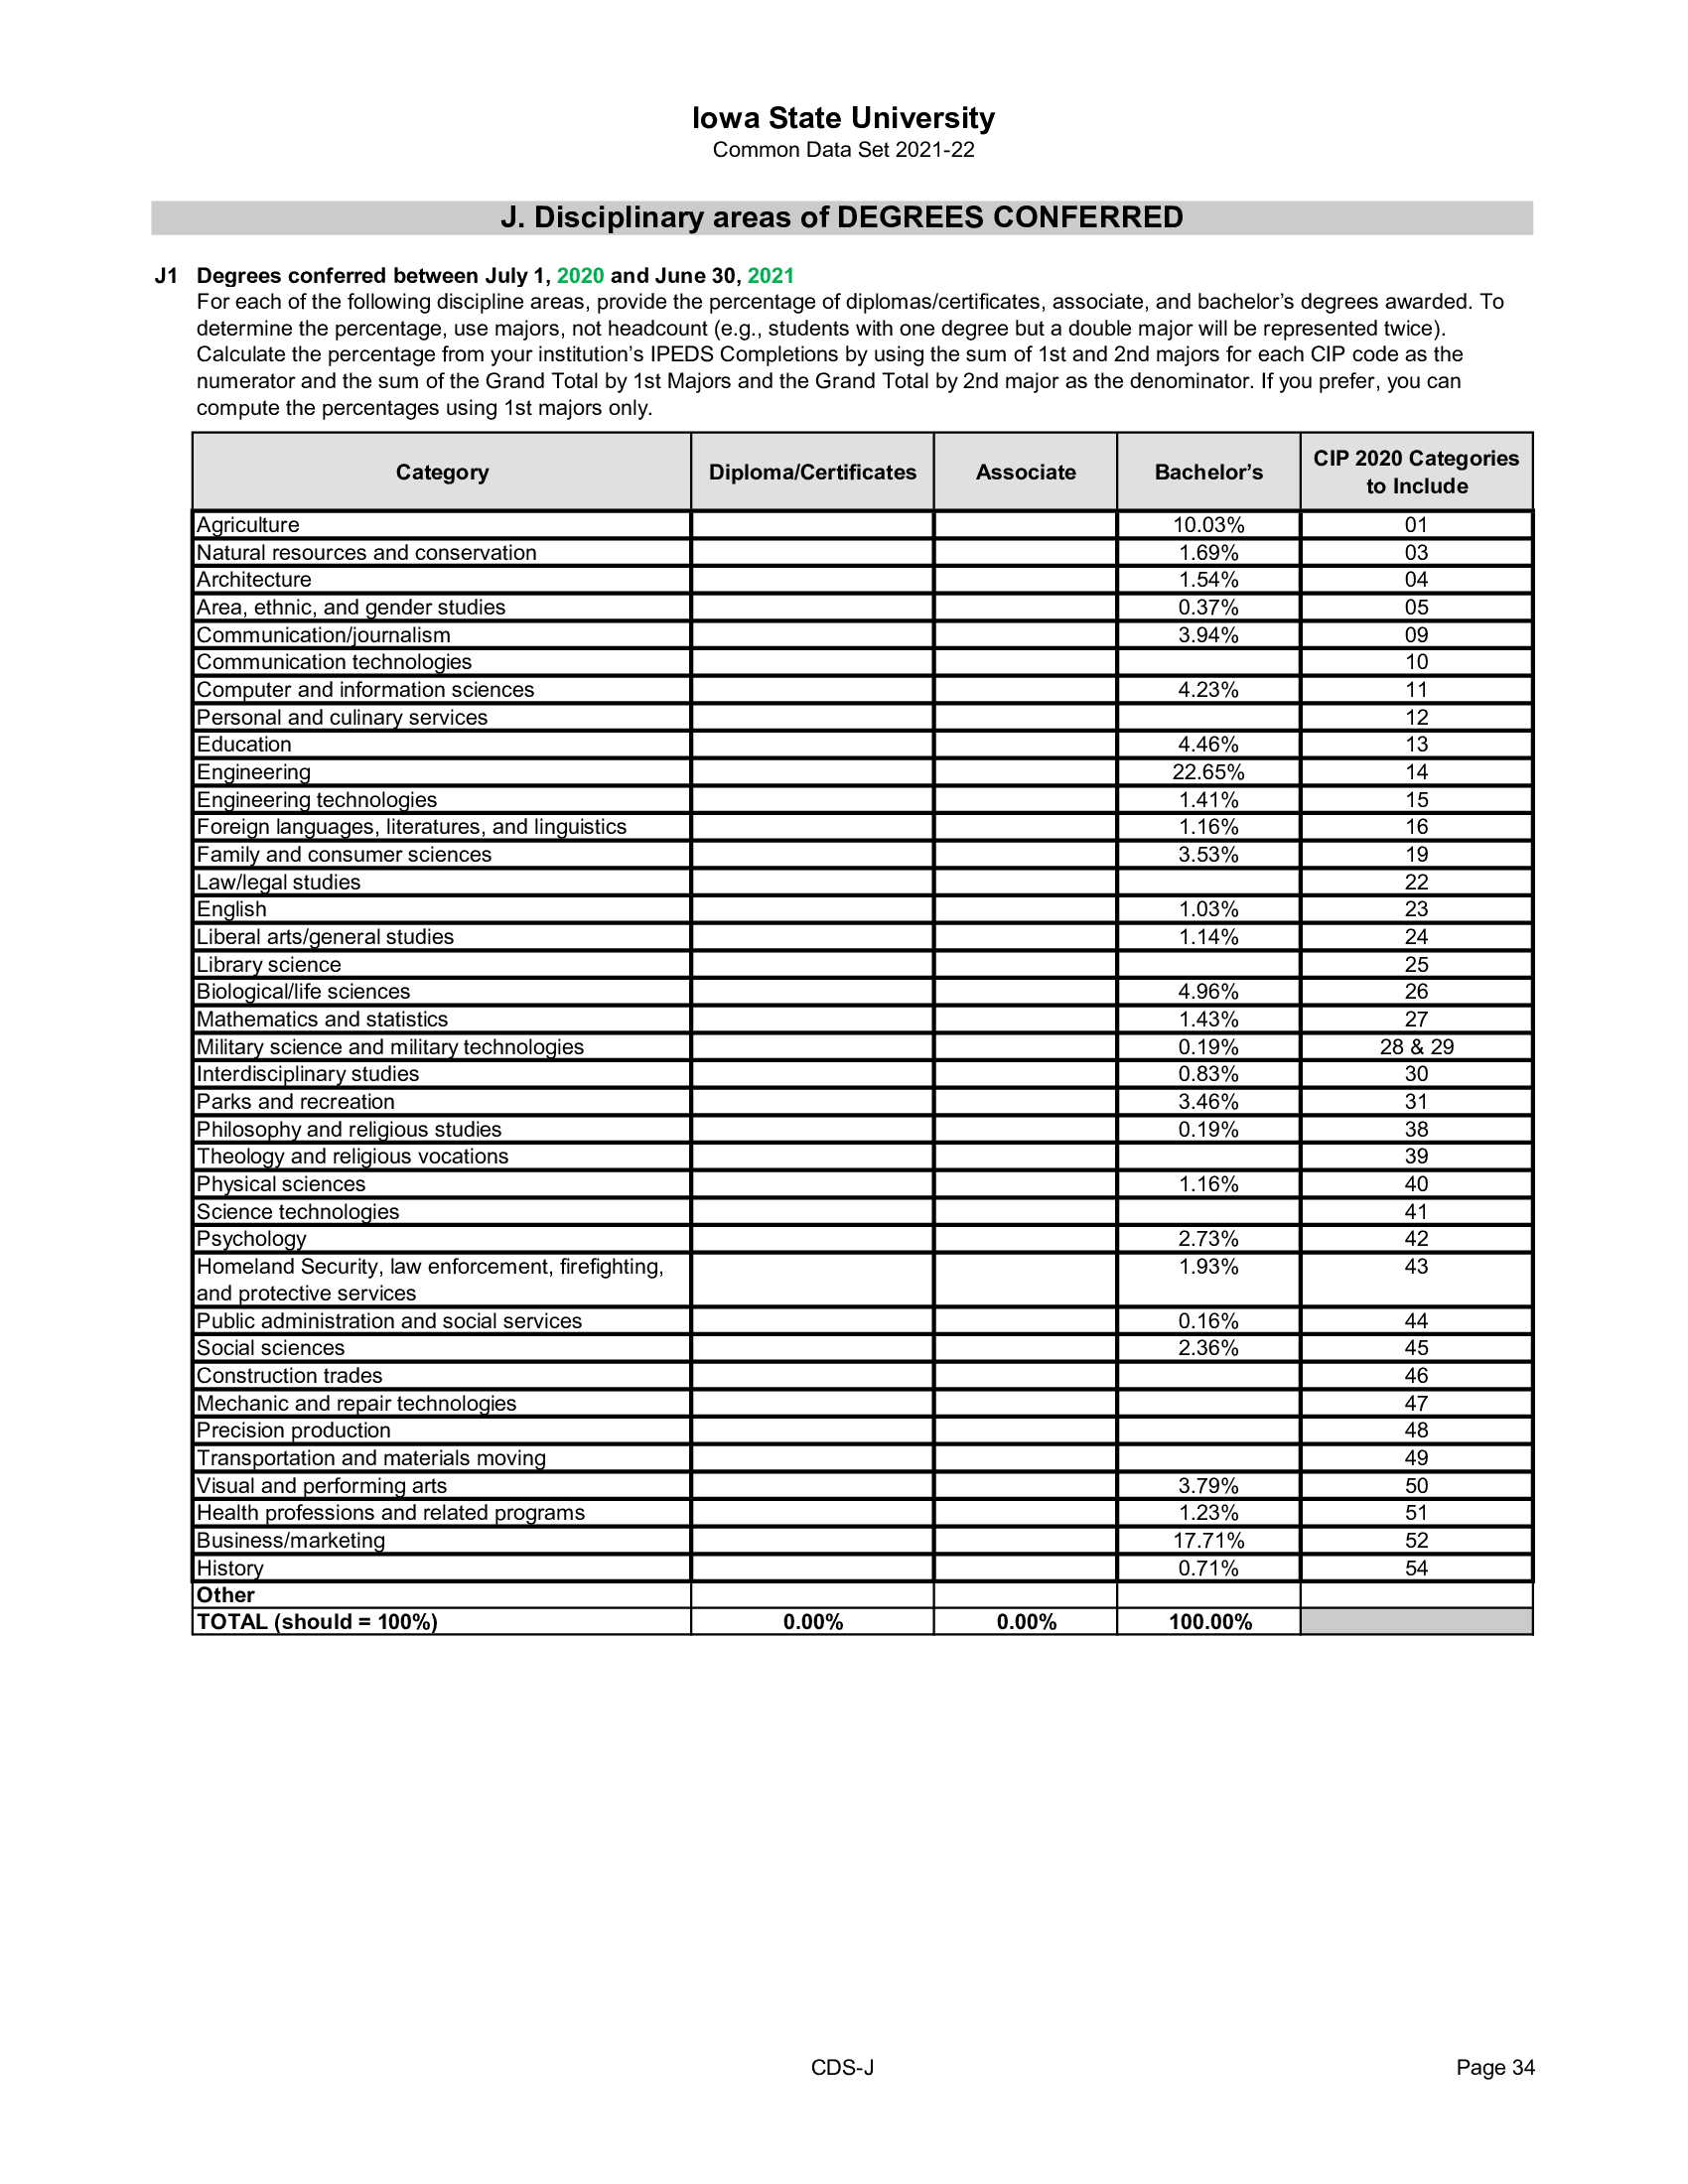 Iowa State University
Common Data Set 2021-22
J. Disciplinary areas of DEGREES CONFERRED
J1 Degrees conferred between July 1, 2020 and June 30, 2021
For each of the following discipline areas, provide the percentage of diplomas/certificates, associate, and bachelor’s degrees awarded. To
determine the percentage, use majors, not headcount (e.g., students with one degree but a double major will be represented twice).
Calculate the percentage from your institution’s IPEDS Completions by using the sum of 1st and 2nd majors for each CIP code as the
numerator and the sum of the Grand Total by 1st Majors and the Grand Total by 2nd major as the denominator. If you prefer, you can
compute the percentages using 1st majors only.
Category Diploma/Certificates Associate Bachelor’s CIP 2020 Categories
to Include
Agriculture 10.03% 01
Natural resources and conservation 1.69% 03
Architecture 1.54% 04
Area, ethnic, and gender studies 0.37% 05
Communication/journalism 3.94% 09
Communication technologies 10
Computer and information sciences 4.23% 11
Personal and culinary services 12
Education 4.46% 13
Engineering 22.65% 14
Engineering technologies 1.41% 15
Foreign languages, literatures, and linguistics 1.16% 16
Family and consumer sciences 3.53% 19
Law/legal studies 22
English 1.03% 23
Liberal arts/general studies 1.14% 24
Library science 25
Biological/life sciences 4.96% 26
Mathematics and statistics 1.43% 27
Military science and military technologies 0.19% 28 & 29
Interdisciplinary studies 0.83% 30
Parks and recreation 3.46% 31
Philosophy and religious studies 0.19% 38
Theology and religious vocations 39
Physical sciences 1.16% 40
Science technologies 41
Psychology 2.73% 42
Homeland Security, law enforcement, firefighting, 1.93% 43
and protective services
Public administration and social services 0.16% 44
Social sciences 2.36% 45
Construction trades 46
Mechanic and repair technologies 47
Precision production 48
Transportation and materials moving 49
Visual and performing arts 3.79% 50
Health professions and related programs 1.23% 51
Business/marketing 17.71% 52
History 0.71% 54
Other
TOTAL (should = 100%) 0.00% 0.00% 100.00%
CDS-J Page 34